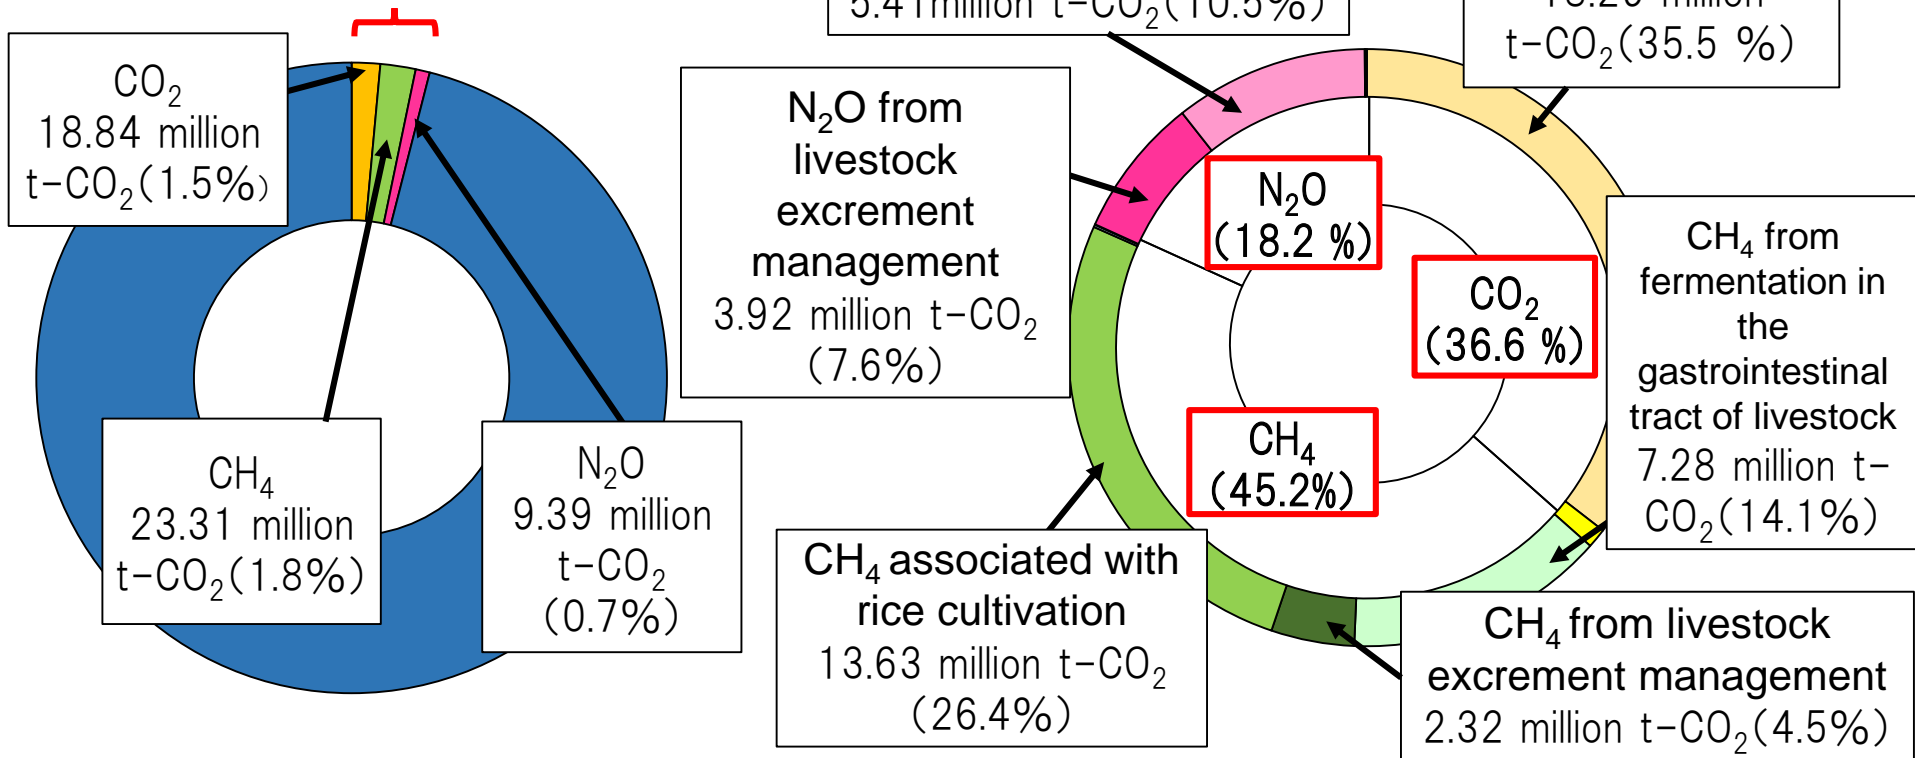 5.41million t-CO₂(10.5%)
t-CO₂(35.5 %)
CO₂
18.84 million
t-CO₂(1.5%)
N₂O from
livestock
excrement
management
3.92 million t-CO₂
(7.6%)
N₂O
(18.2 %)
CO₂
(36.6 %)
CH₄
(45.2%)
CH₄ from
fermentation in
the
gastrointestinal
tract of livestock
7.28 million t-
CO₂(14.1%)
CH₄
23.31 million
t-CO₂(1.8%)
N₂O
9.39 million
t-CO₂
(0.7%)
CH₄ associated with
rice cultivation
13.63 million t-CO₂
(26.4%)
CH₄ from livestock
excrement management
2.32 million t-CO₂(4.5%)